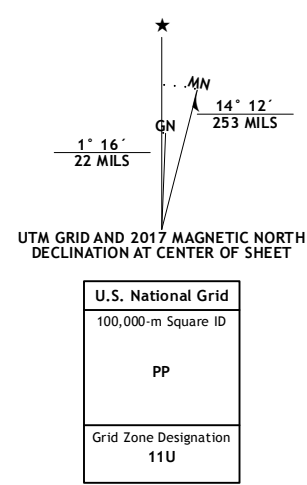 ★
MN
GN
14° 12´
253 MILS
1° 16´
22 MILS
UTM GRID AND 2017 MAGNETIC NORTH
DECLINATION AT CENTER OF SHEET
U.S. National Grid
100,000-m Square ID
PP
Grid Zone Designation
11U